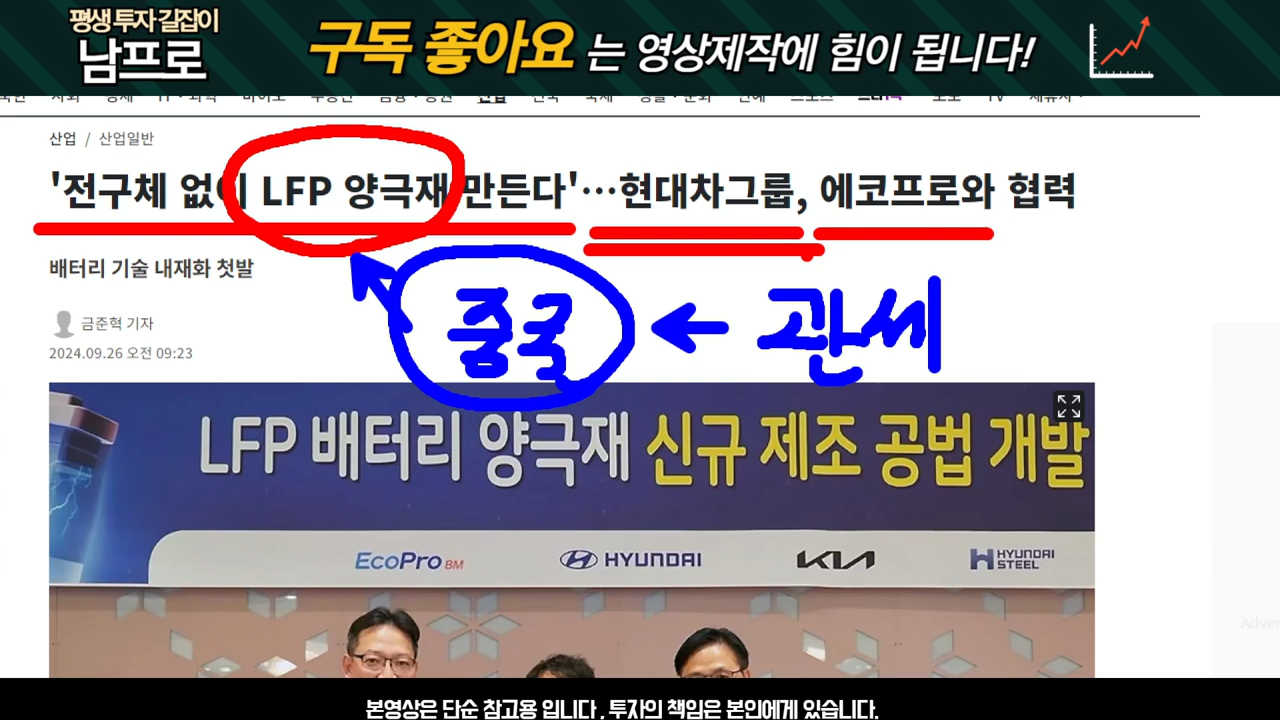 평생 투자 길잡이
남프로
구독 좋아요 는 영상제작에 힘이 됩니다!
산업 / 산업일반
'전구체 없이 LFP 양극재 만든다'…현대차그룹, 에코프로와 협력
배터리 기술 내재화 첫발
중국 ← 관세
금준혁 기자
2024.09.26 오전 09:23
LFP 배터리 양극재 신규 제조 공법 개발
EcoPro BM HYUNDAI KIA HYUNDAI STEEL
본영상은 단순 참고용 입니다 , 투자의 책임은 본인에게 있습니다.